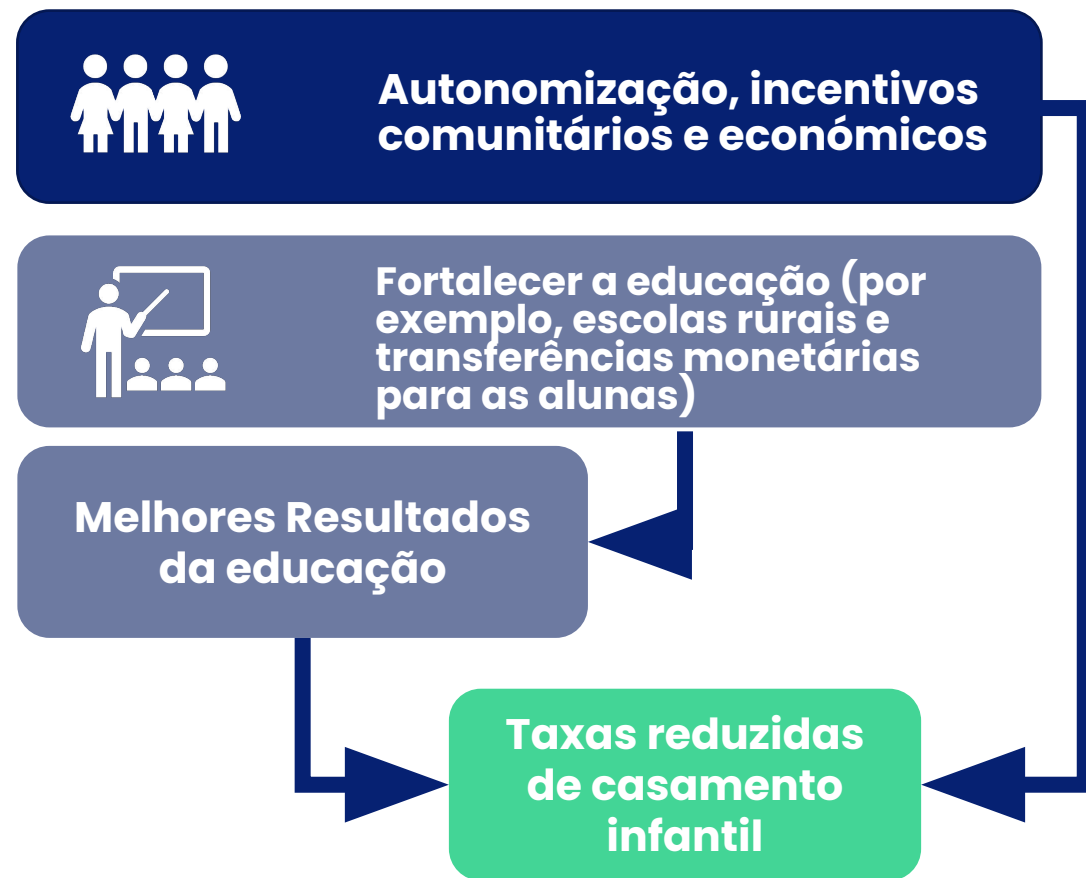 Autonomização, incentivos
comunitários e económicos
Fortalecer a educação (por
exemplo, escolas rurais e
transferências monetárias
para as alunas)
Melhores Resultados
da educação
Taxas reduzidas
de casamento
infantil